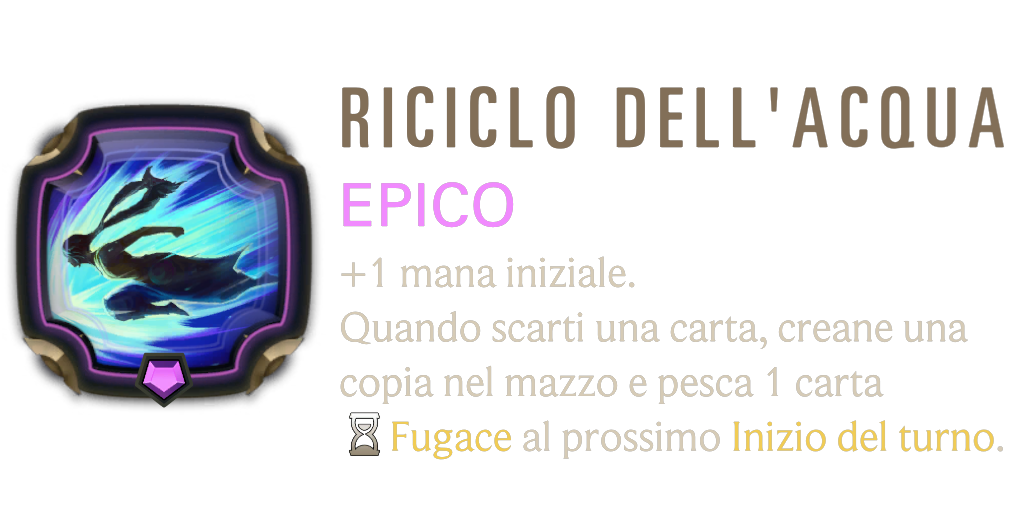 RICICLO DELL'ACQUA
EPICO
+1 mana iniziale.
Quando scarti una carta, creane una
copia nel mazzo e pesca 1 carta
Fugace al prossimo Inizio del turno.